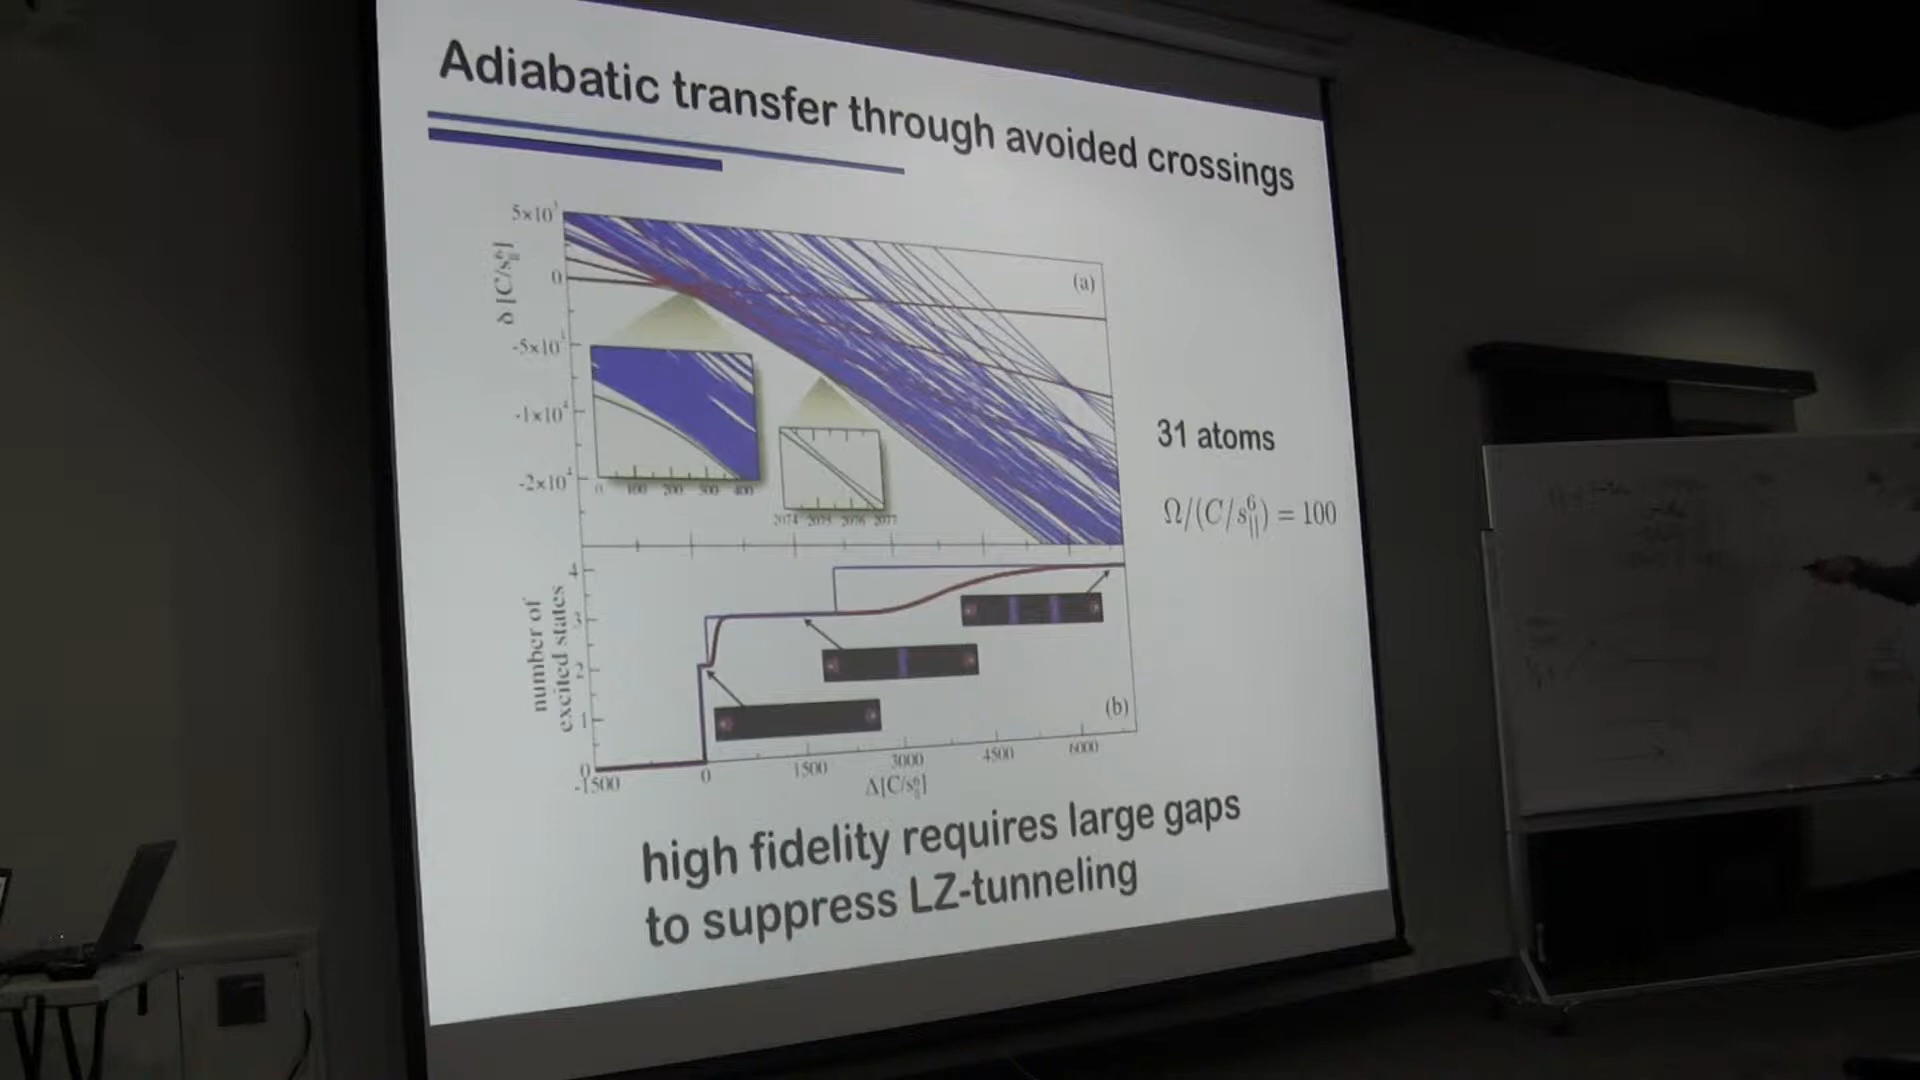 Adiabatic transfer through avoided crossings
5×10³
0
-5×10³
-1×10⁴
-2×10⁴
δ [C/s⁶||]
(a)
0 100 200 300 400
2074 2075 2076 2077
31 atoms
Ω/(C/s⁶||) = 100
number of
excited states
4
3
2
1
0
(b)
-1500 0 1500 3000 4500 6000
Δ[C/s⁶||]
high fidelity requires large gaps
to suppress LZ-tunneling